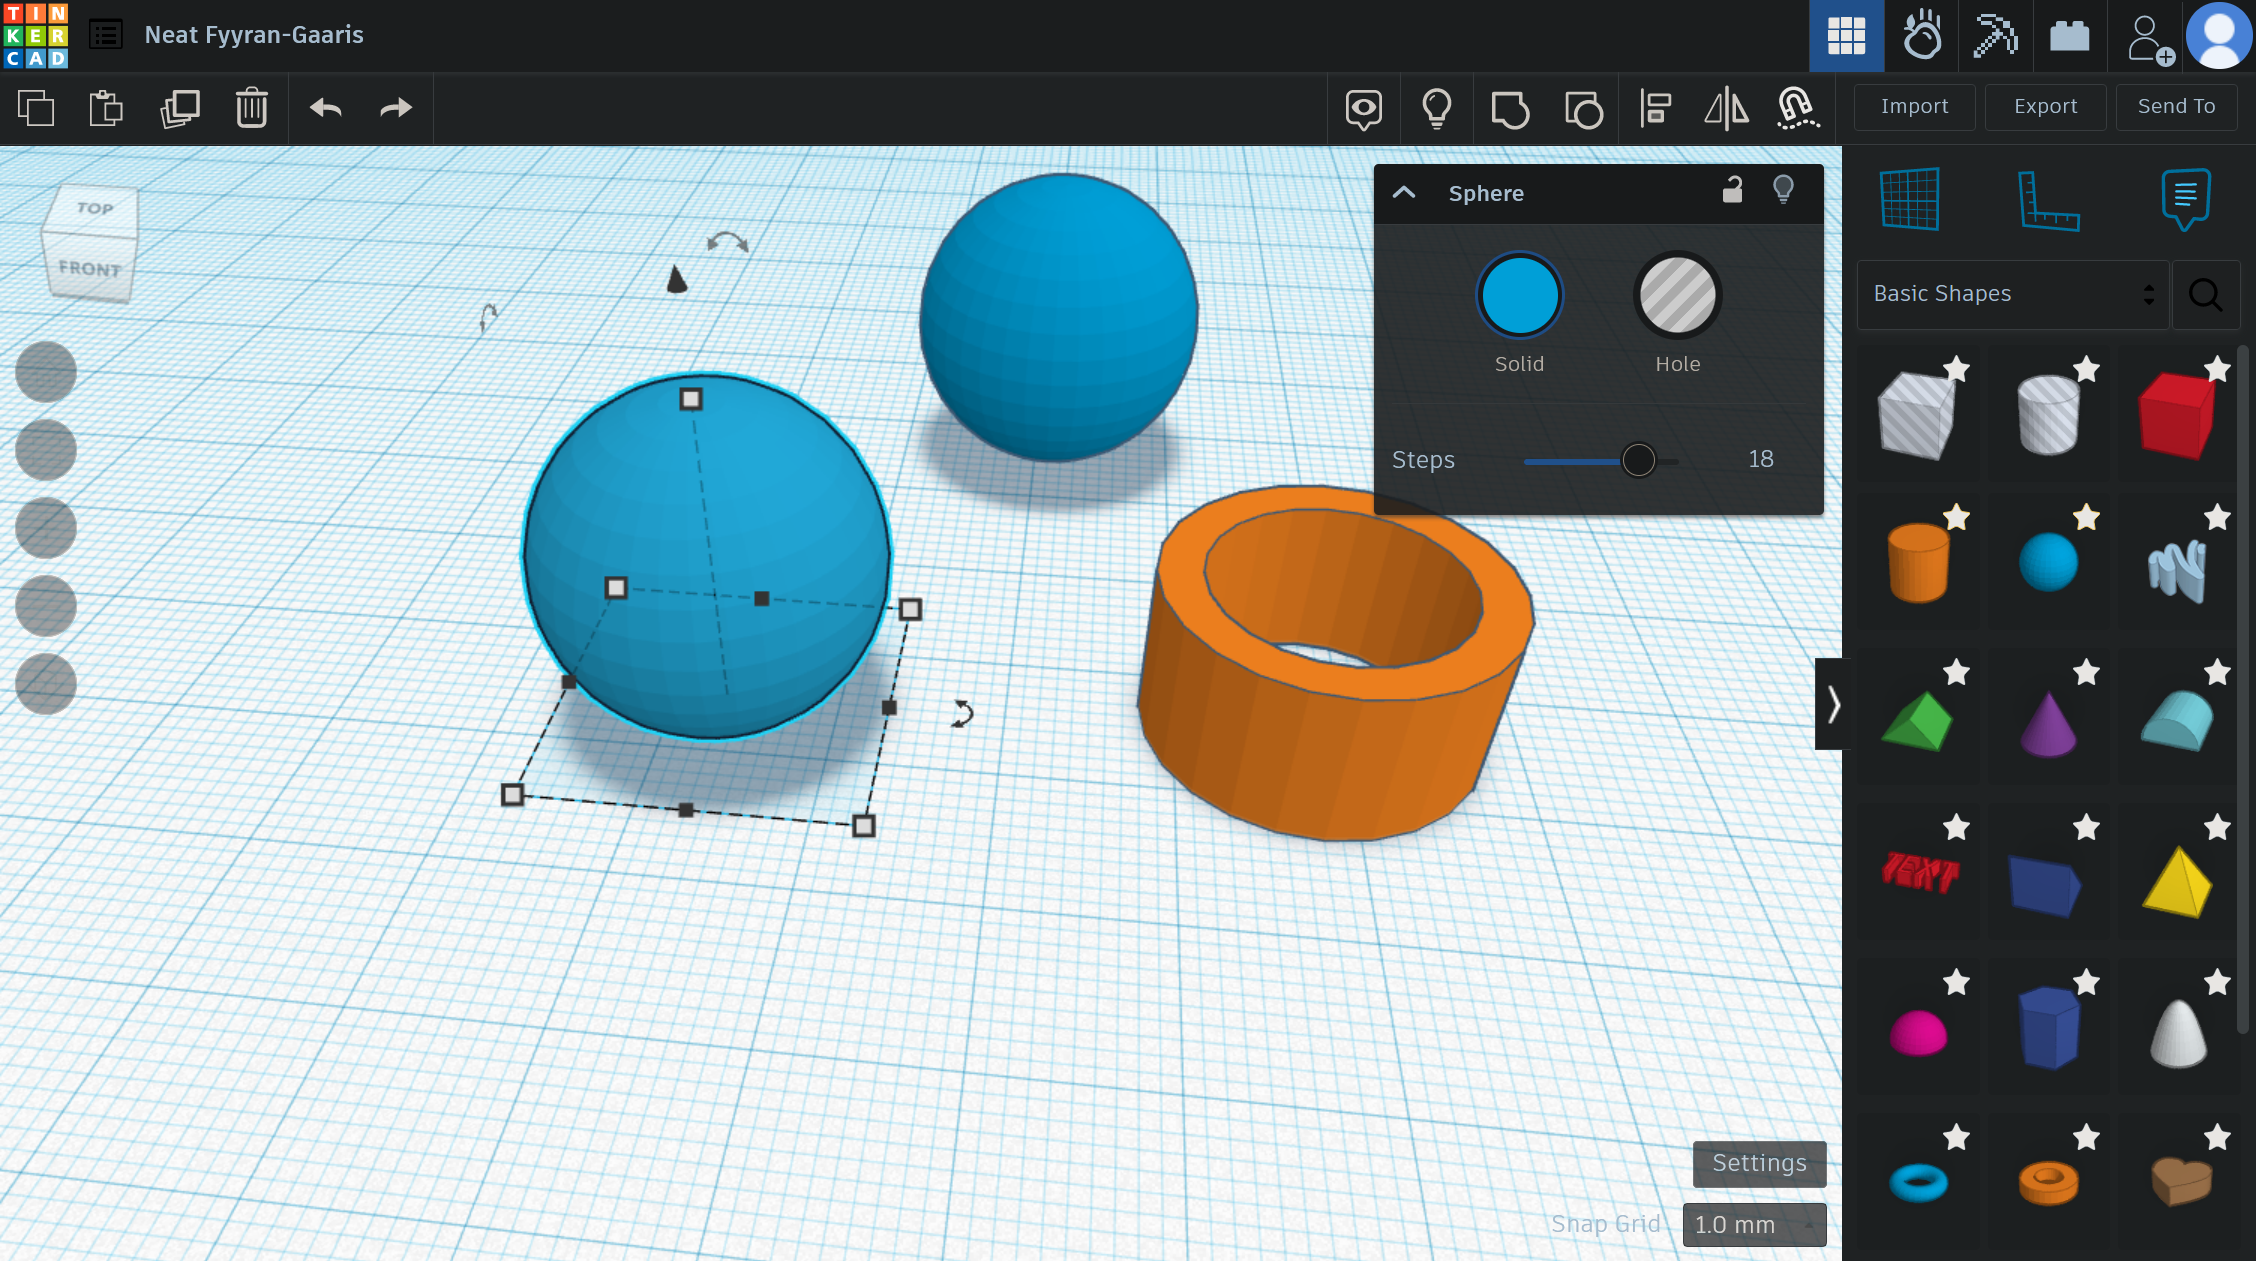 TIN
KER
CAD
Neat Fyyran-Gaaris
Import
Export
Send To
TOP
FRONT
Sphere
Solid
Hole
Steps
18
Basic Shapes
TEXT
Settings
Snap Grid
1.0 mm